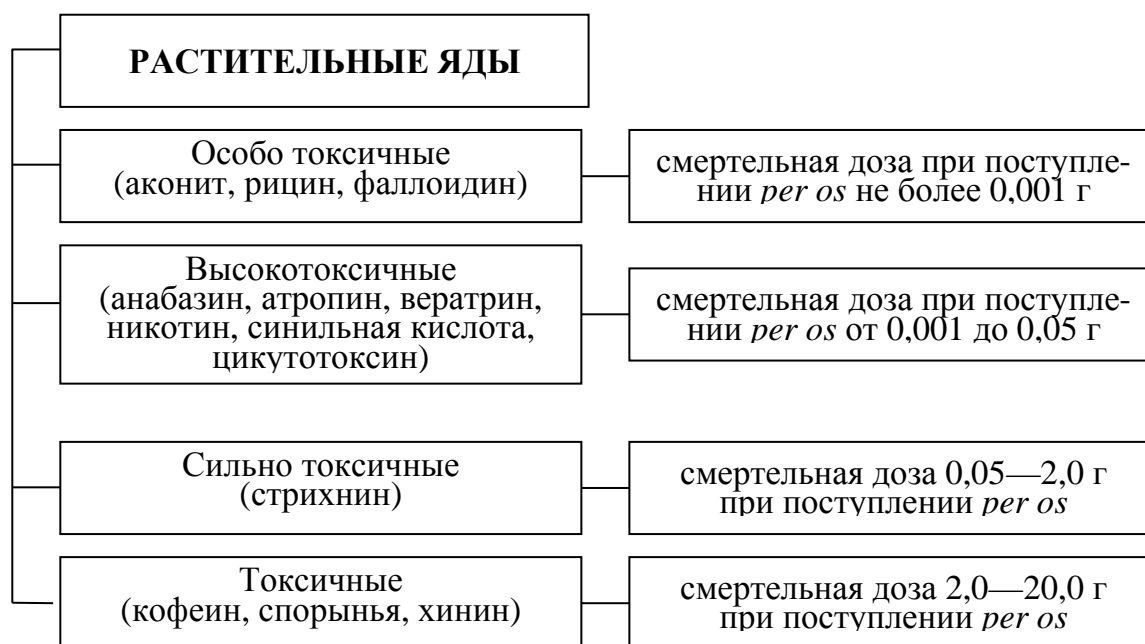 РАСТИТЕЛЬНЫЕ ЯДЫ
Особо токсичные
(аконит, рицин, фаллоидин)
смертельная доза при поступле-
нии per os не более 0,001 г
Высокотоксичные
(анабазин, атропин, вератрин,
никотин, синильная кислота,
цикутотоксин)
смертельная доза при поступле-
нии per os от 0,001 до 0,05 г
Сильно токсичные
(стрихнин)
смертельная доза 0,05—2,0 г
при поступлении per os
Токсичные
(кофеин, спорынья, хинин)
смертельная доза 2,0—20,0 г
при поступлении per os